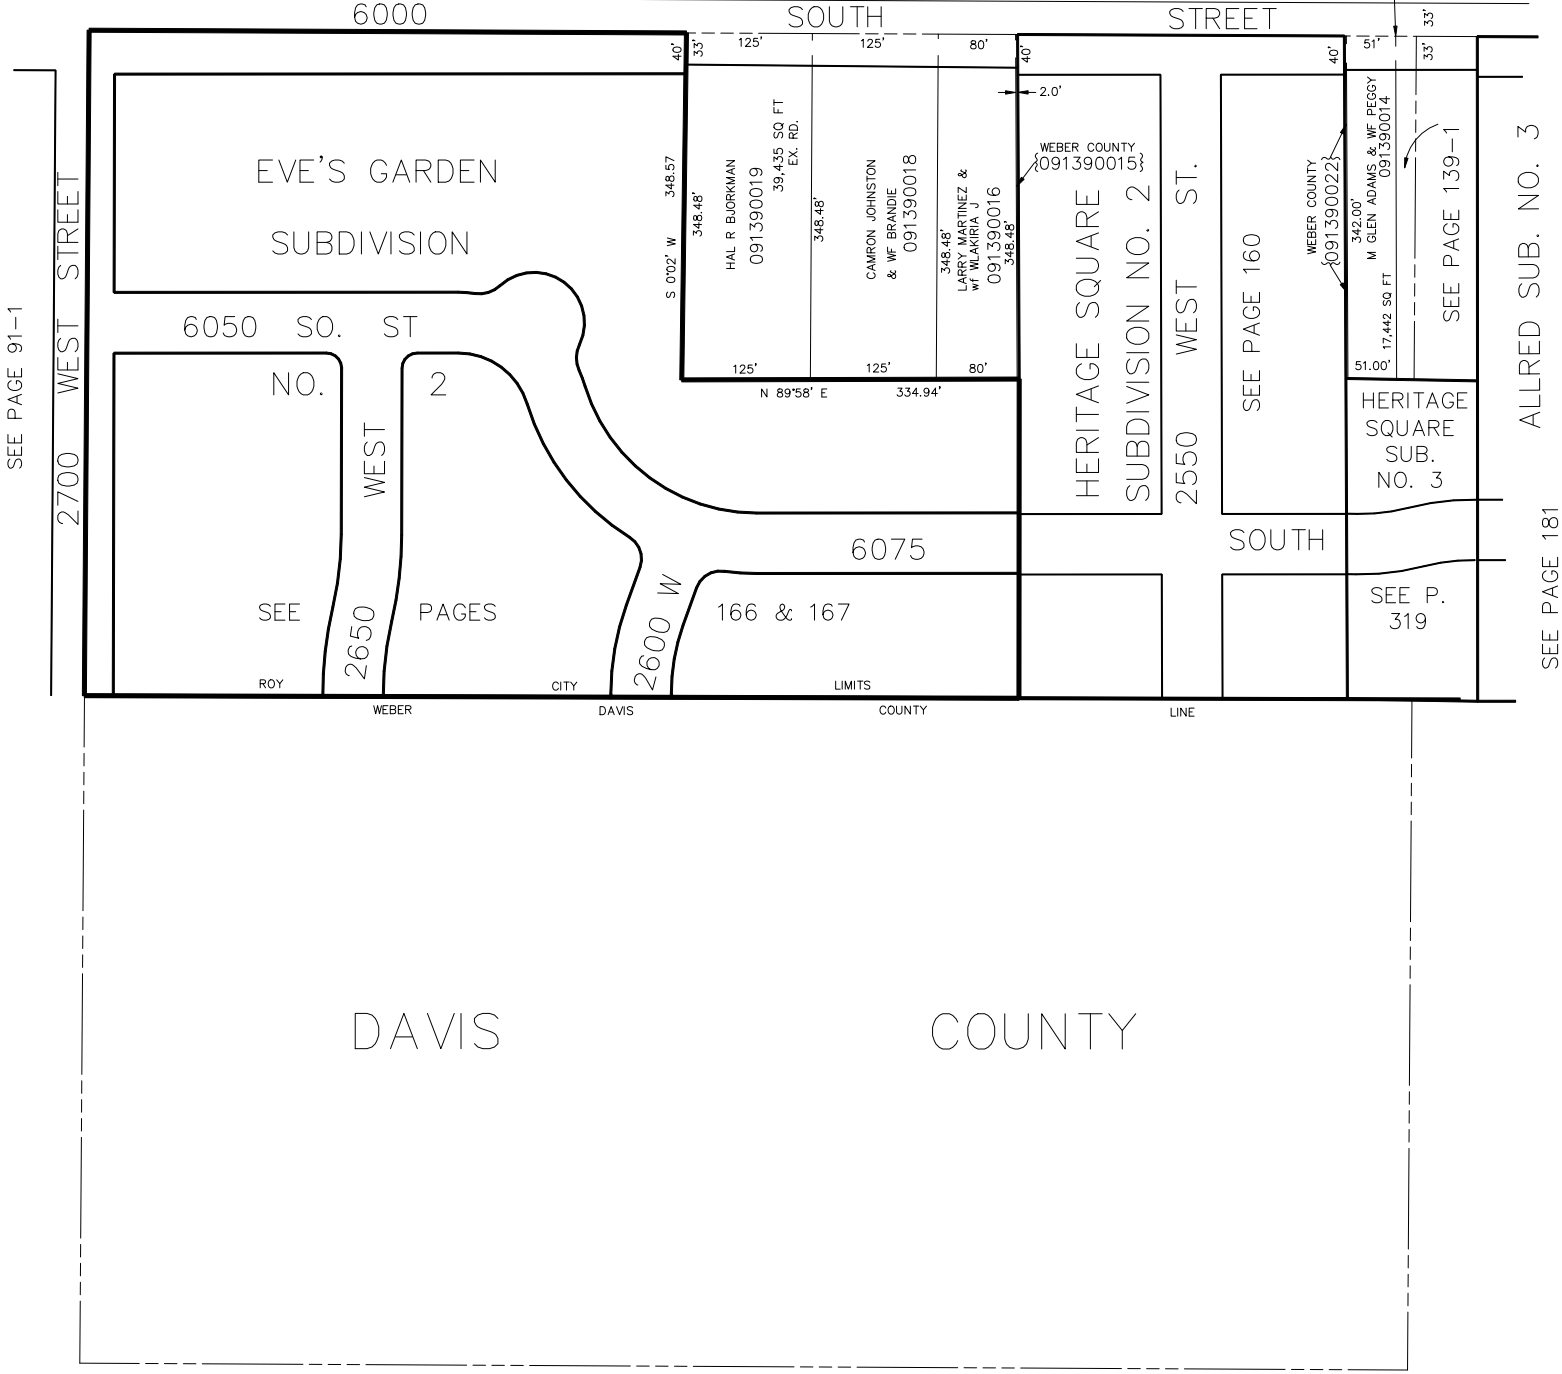 6000 SOUTH STREET
33'
40'
33'
125'
125'
80'
40'
40'
51'
33'
2.0'
EVE'S GARDEN
SUBDIVISION
NO. 2
6050 SO. ST
2700 WEST STREET
SEE PAGE 91-1
S 0°02' W 348.57
348.48'
HAL R BJORKMAN
091390019
39,435 SQ FT
EX. RD.
348.48'
CAMRON JOHNSTON
& WF BRANDIE
091390018
348.48'
LARRY MARTINEZ &
wf WLAKIRIA J
091390016
348.48'
WEBER COUNTY
{091390015}
HERITAGE SQUARE
SUBDIVISION NO. 2
2550 WEST ST.
SEE PAGE 160
WEBER COUNTY
{091390022}
342.00'
M GLEN ADAMS & WF PEGGY
091390014
17,442 SQ FT
SEE PAGE 139-1
ALLRED SUB. NO. 3
125'
125'
80'
51.00'
N 89°58' E 334.94'
HERITAGE
SQUARE
SUB.
NO. 3
WEST
2650
2600 W
6075 SOUTH
SEE PAGES 166 & 167
SEE P.
319
SEE PAGE 181
ROY CITY LIMITS
WEBER DAVIS COUNTY LINE
DAVIS COUNTY